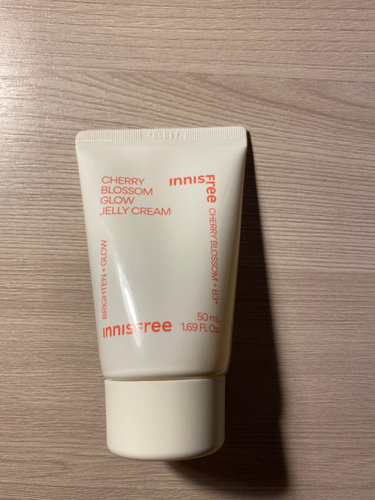 CHERRY
BLOSSOM
GLOW
JELLY CREAM
innisfree
CHERRY BLOSSOM + B3*
BRIGHTEN + GLOW
50 mL
1.69 FL.Oz.
innisfree